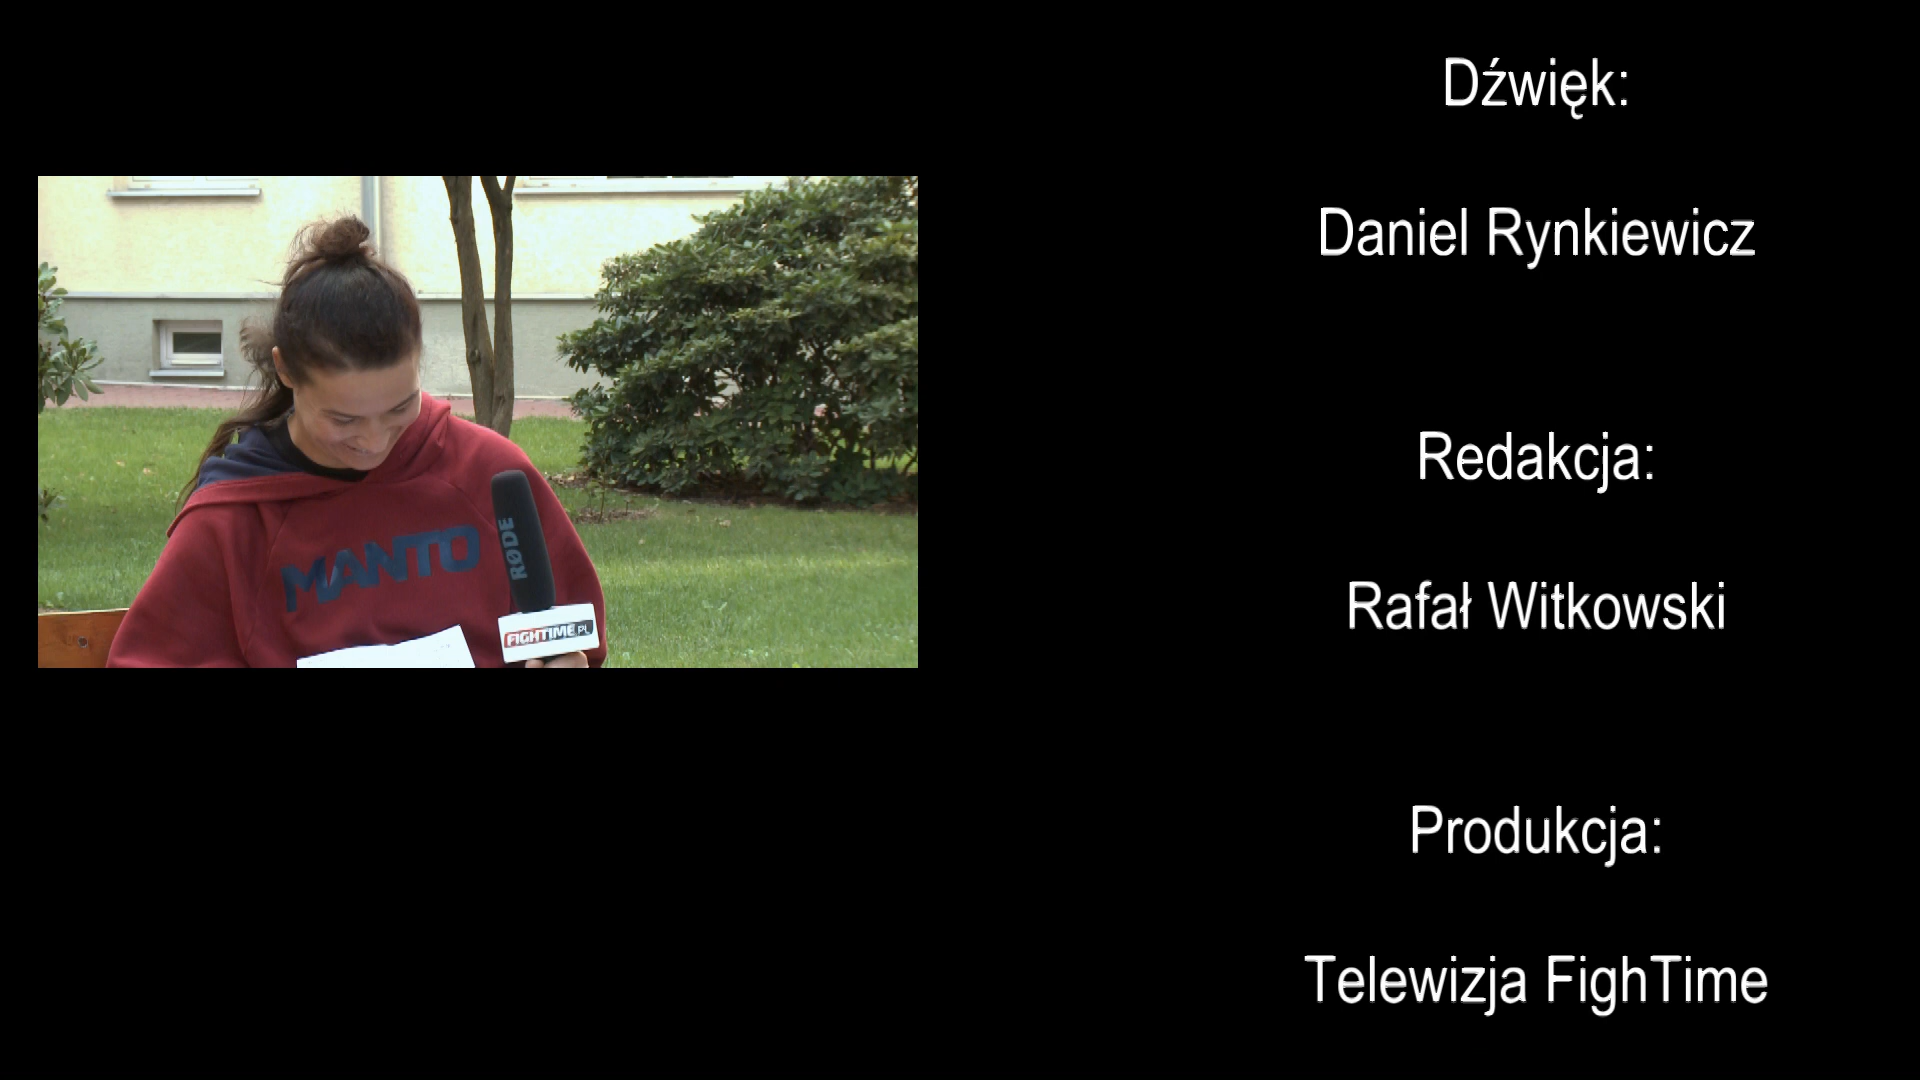 MANTO
RØDE
FIGHTIME.PL
Dźwięk:
Daniel Rynkiewicz
Redakcja:
Rafał Witkowski
Produkcja:
Telewizja FighTime